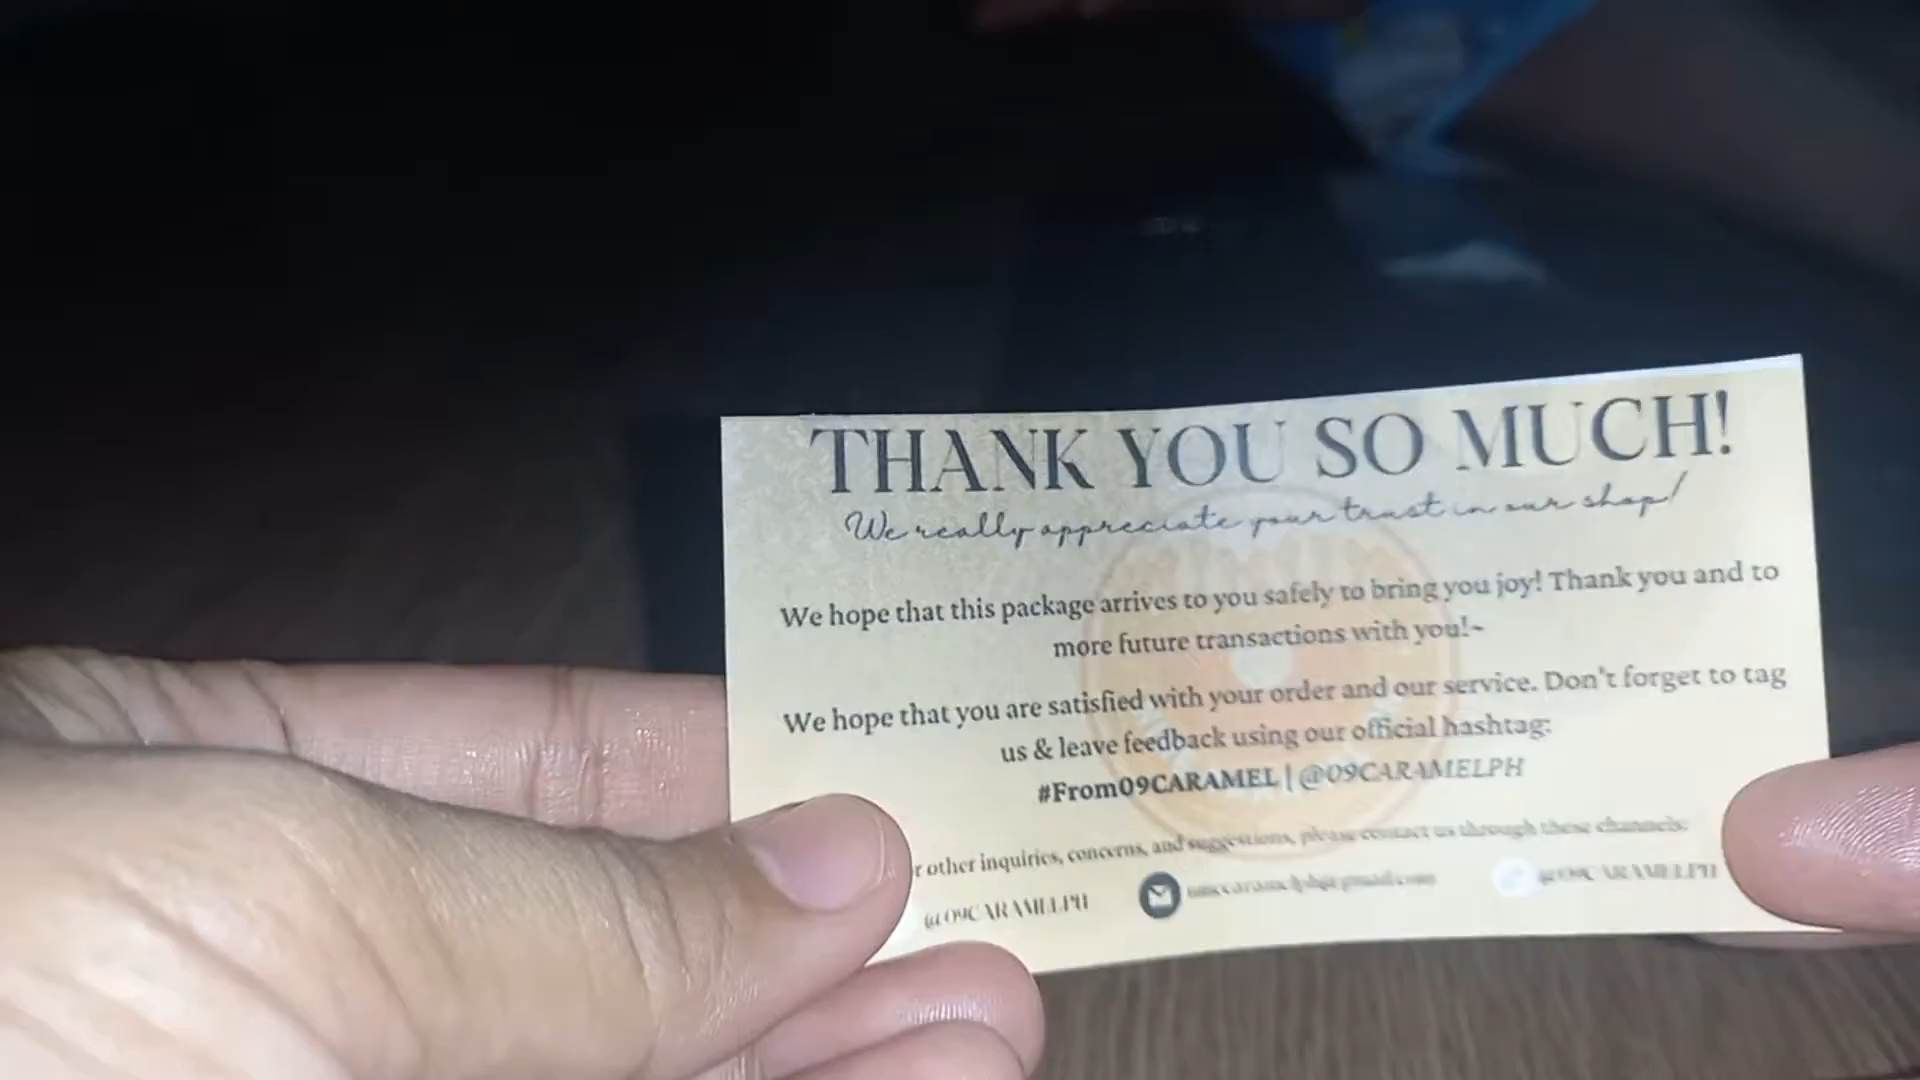 THANK YOU SO MUCH!
We really appreciate your trust in our shop!
We hope that this package arrives to you safely to bring you joy! Thank you and to
more future transactions with you!~
We hope that you are satisfied with your order and our service. Don't forget to tag
us & leave feedback using our official hashtag:
#From09CARAMEL | @09CARAMELPH
other inquiries, concerns, and suggestions, please contact us through these channels:
@09CARAMELPH
@09CARAMELPH